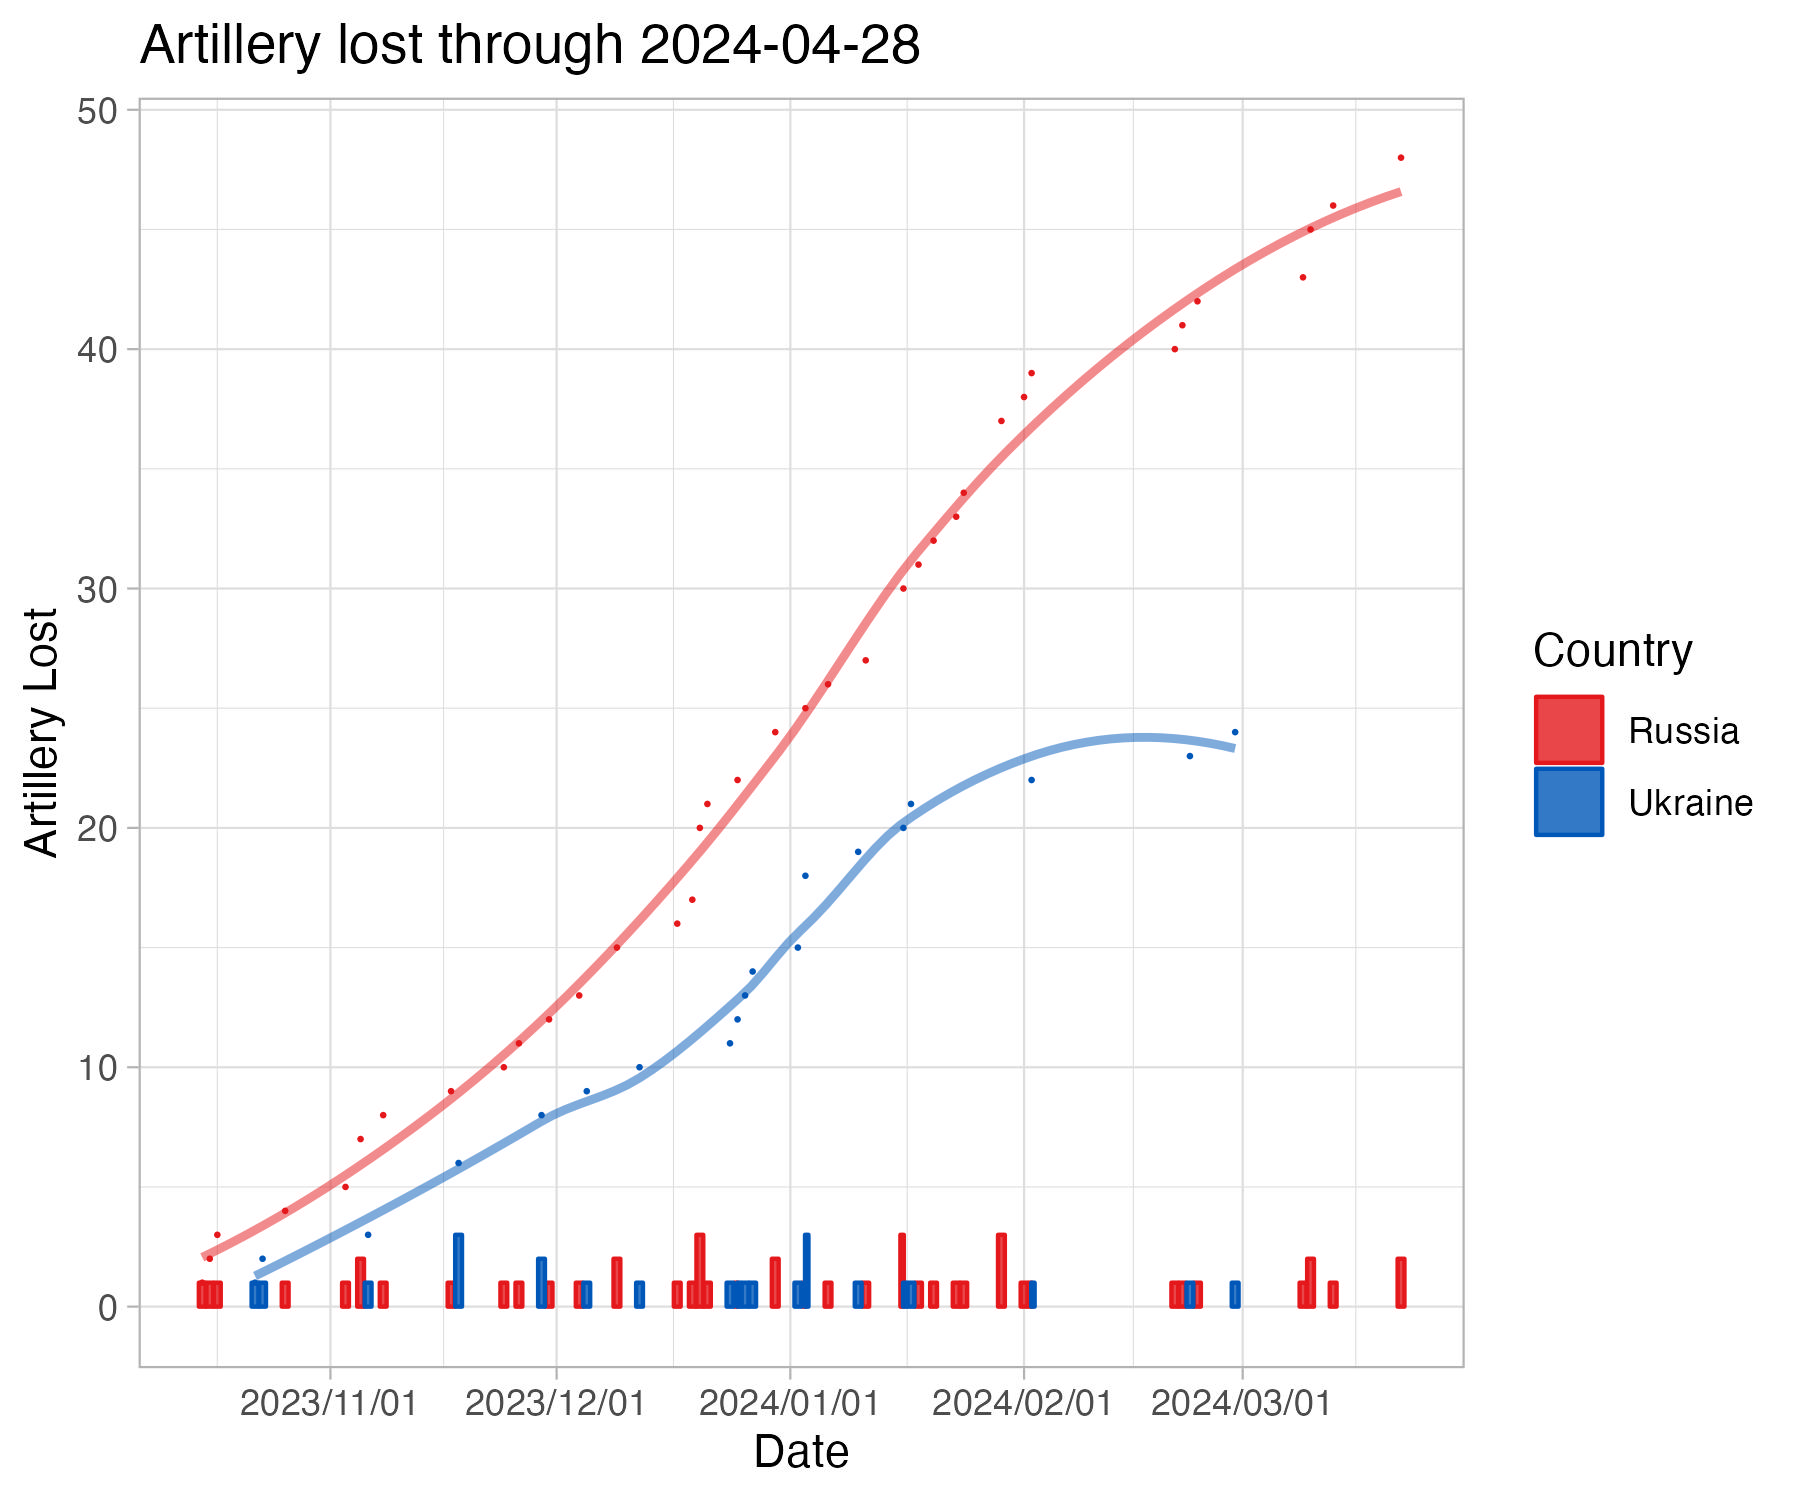 Artillery lost through 2024-04-28
50
40
30
20
10
0
Artillery Lost
2023/11/01
2023/12/01
2024/01/01
2024/02/01
2024/03/01
Date
Country
Russia
Ukraine